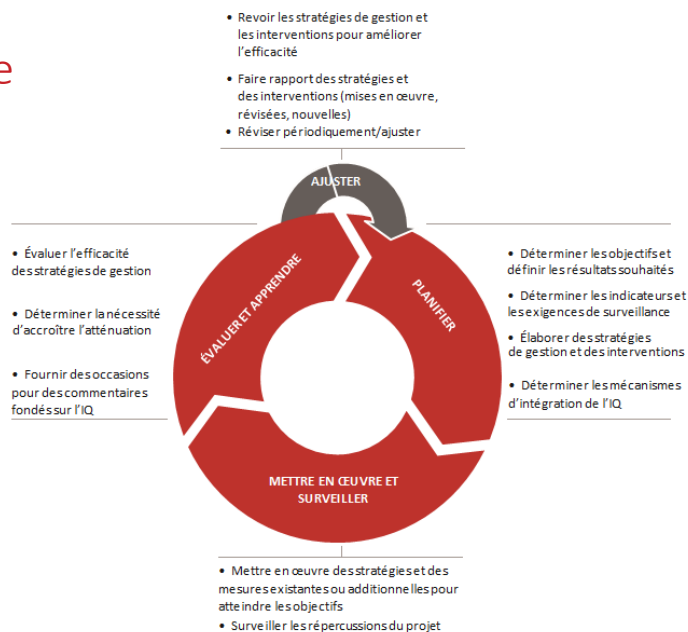 • Revoir les stratégies de gestion et
les interventions pour améliorer
l'efficacité
e
• Faire rapport des stratégies et
des interventions (mises en œuvre,
révisées, nouvelles)
• Réviser périodiquement/ajuster
AJUSTER
• Évaluer l'efficacité
des stratégies de gestion
• Déterminer la nécessité
d'accroître l'atténuation
• Fournir des occasions
pour des commentaires
fondés sur l'IQ
ÉVALUER ET APPRENDRE
PLANIFIER
• Déterminer les objectifs et
définir les résultats souhaités
• Déterminer les indicateurs et
les exigences de surveillance
• Élaborer des stratégies
de gestion et des interventions
• Déterminer les mécanismes
d'intégration de l'IQ
METTRE EN ŒUVRE ET
SURVEILLER
• Mettre en œuvre des stratégies et des
mesures existantes ou additionnelles pour
atteindre les objectifs
• Surveiller les répercussions du projet